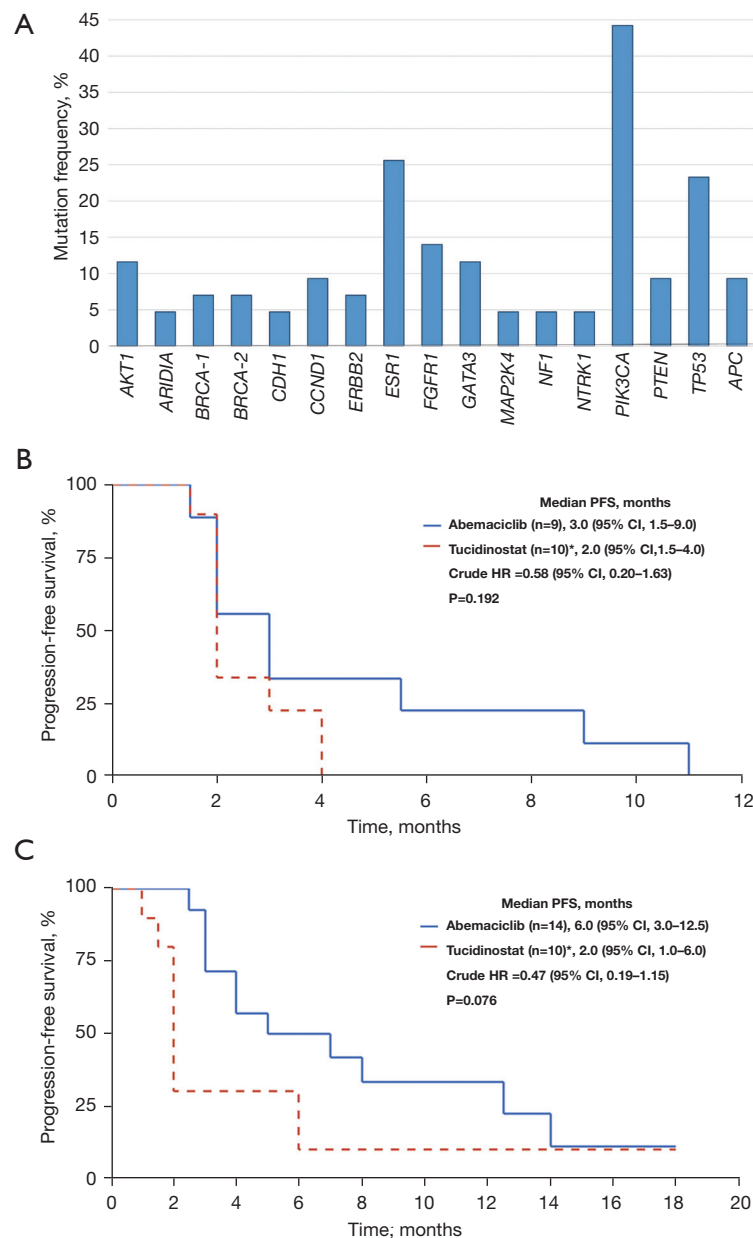 A
Mutation frequency, %
45
40
35
30
25
20
15
10
5
0
AKT1
ARIDIA
BRCA-1
BRCA-2
CDH1
CCND1
ERBB2
ESR1
FGFR1
GATA3
MAP2K4
NF1
NTRK1
PIK3CA
PTEN
TP53
APC
B
Progression-free survival, %
100
75
50
25
0
Median PFS, months
Abemaciclib (n=9), 3.0 (95% CI, 1.5–9.0)
Tucidinostat (n=10)*, 2.0 (95% CI,1.5–4.0)
Crude HR =0.58 (95% CI, 0.20–1.63)
P=0.192
0 2 4 6 8 10 12
Time, months
C
Progression-free survival, %
100
75
50
25
0
Median PFS, months
Abemaciclib (n=14), 6.0 (95% CI, 3.0–12.5)
Tucidinostat (n=10)*, 2.0 (95% CI, 1.0–6.0)
Crude HR =0.47 (95% CI, 0.19–1.15)
P=0.076
0 2 4 6 8 10 12 14 16 18 20
Time; months